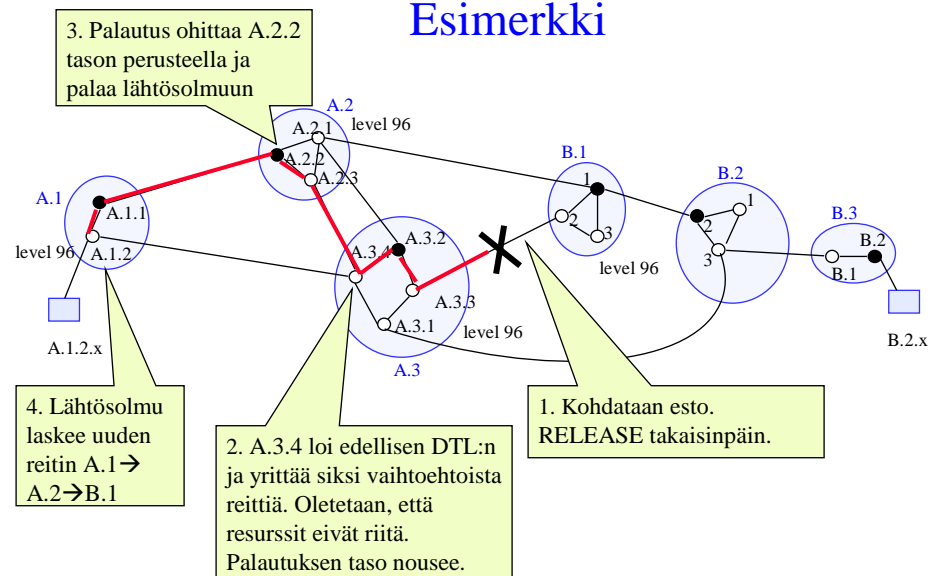 Esimerkki
3. Palautus ohittaa A.2.2
tason perusteella ja
palaa lähtösolmuun
A.2
level 96
A.2.1
A.2.2
A.2.3
A.1
A.1.1
level 96
A.1.2
A.1.2.x
A.3.2
A.3.4
A.3.3
A.3.1
level 96
A.3
B.1
1
2
3
level 96
B.2
1
2
3
B.3
B.2
B.1
B.2.x
4. Lähtösolmu
laskee uuden
reitin A.1→
A.2→B.1
2. A.3.4 loi edellisen DTL:n
ja yrittää siksi vaihtoehtoista
reittiä. Oletetaan, että
resurssit eivät riitä.
Palautuksen taso nousee.
1. Kohdataan esto.
RELEASE takaisinpäin.